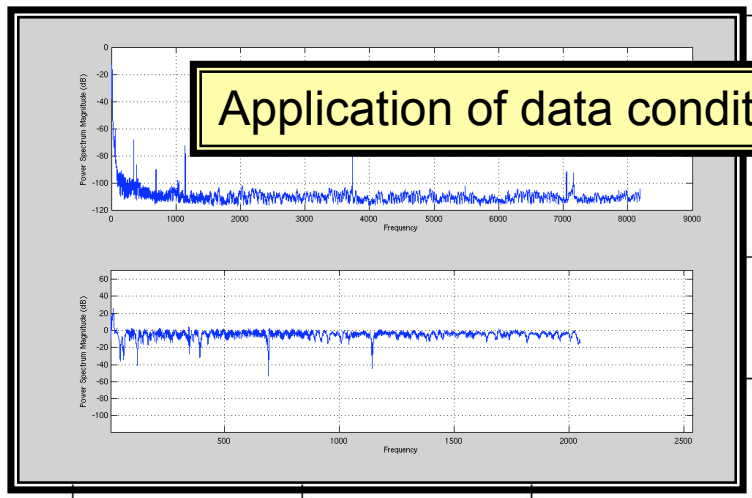 Application of data condit
0
-20
-40
-60
-80
-100
-120
Power Spectrum Magnitude (dB)
0 1000 2000 3000 4000 5000 6000 7000 8000 9000
Frequency
60
40
20
0
-20
-40
-60
-80
-100
Power Spectrum Magnitude (dB)
500 1000 1500 2000 2500
Frequency